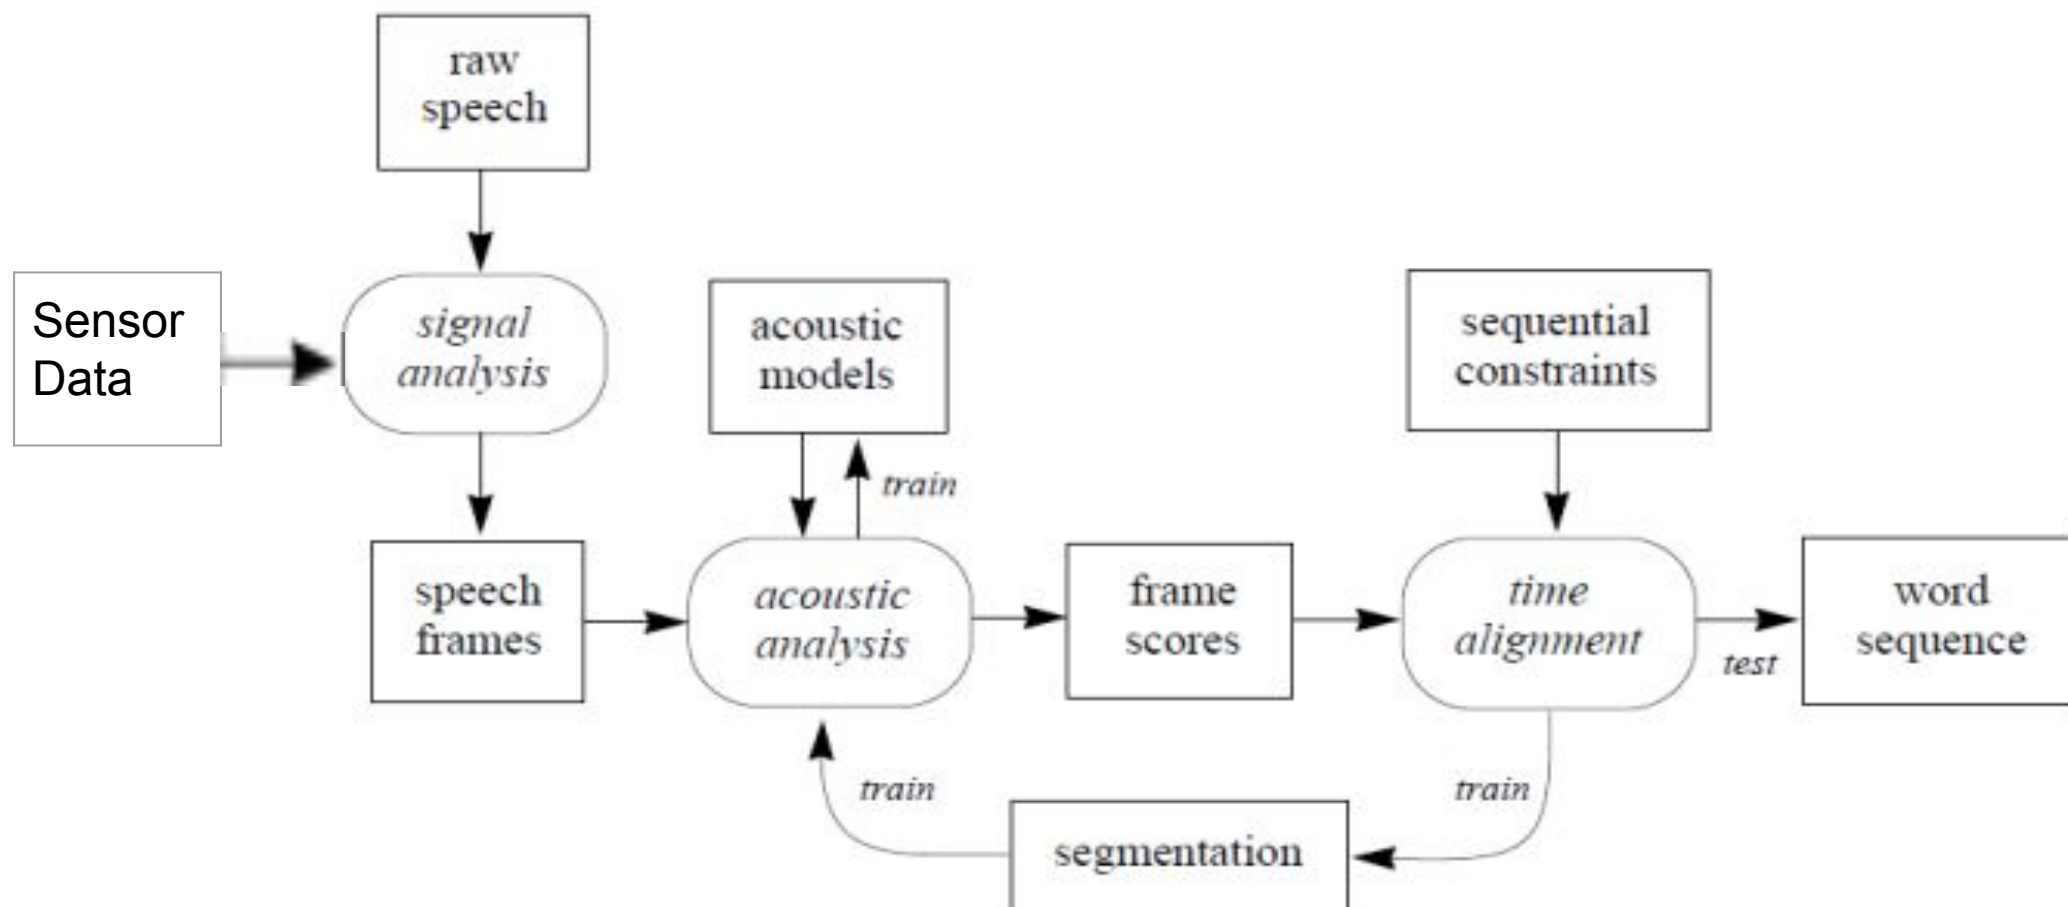 raw
speech
Sensor
Data
signal
analysis
acoustic
models
sequential
constraints
train
speech
frames
acoustic
analysis
frame
scores
time
alignment
test
word
sequence
train
train
segmentation